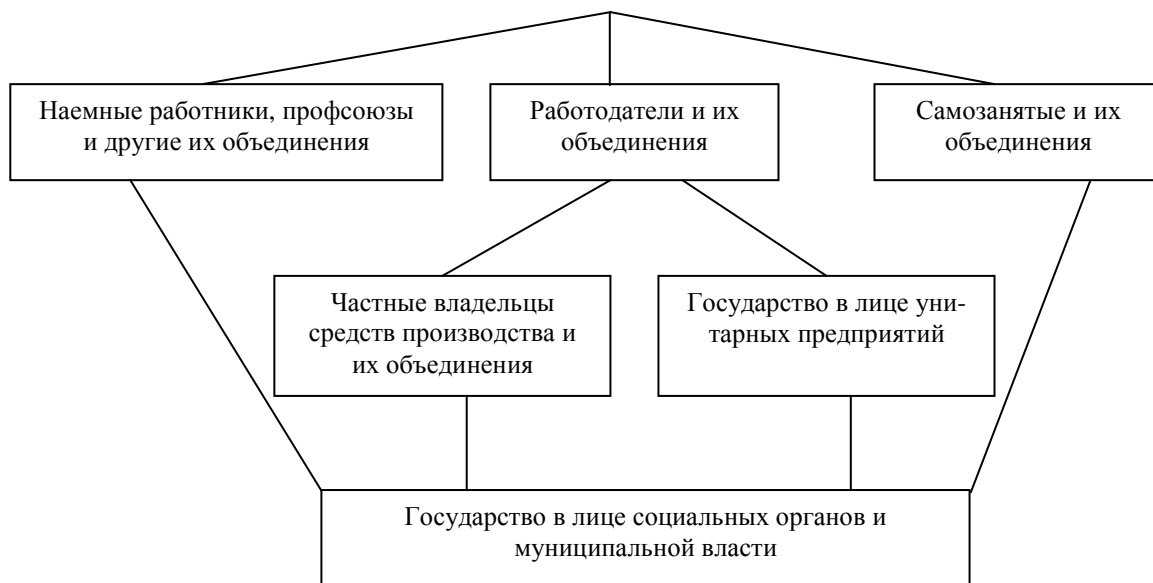 Наемные работники, профсоюзы
и другие их объединения
Работодатели и их
объединения
Самозанятые и их
объединения
Частные владельцы
средств производства и
их объединения
Государство в лице уни-
тарных предприятий
Государство в лице социальных органов и
муниципальной власти